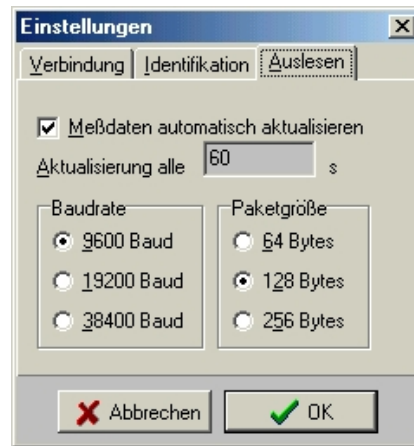 Einstellungen
Verbindung Identifikation Auslesen
Meßdaten automatisch aktualisieren
Aktualisierung alle 60 s
Baudrate Paketgröße
9600 Baud 64 Bytes
19200 Baud 128 Bytes
38400 Baud 256 Bytes
Abbrechen OK